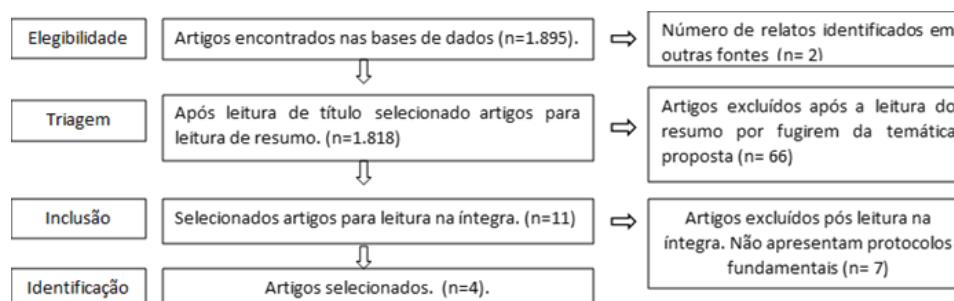 Elegibilidade
Artigos encontrados nas bases de dados (n=1.895).
Número de relatos identificados em
outras fontes (n= 2)
Triagem
Após leitura de título selecionado artigos para
leitura de resumo. (n=1.818)
Artigos excluídos após a leitura do
resumo por fugirem da temática
proposta (n= 66)
Inclusão
Selecionados artigos para leitura na íntegra. (n=11)
Artigos excluídos pós leitura na
íntegra. Não apresentam protocolos
fundamentais (n= 7)
Identificação
Artigos selecionados. (n=4).